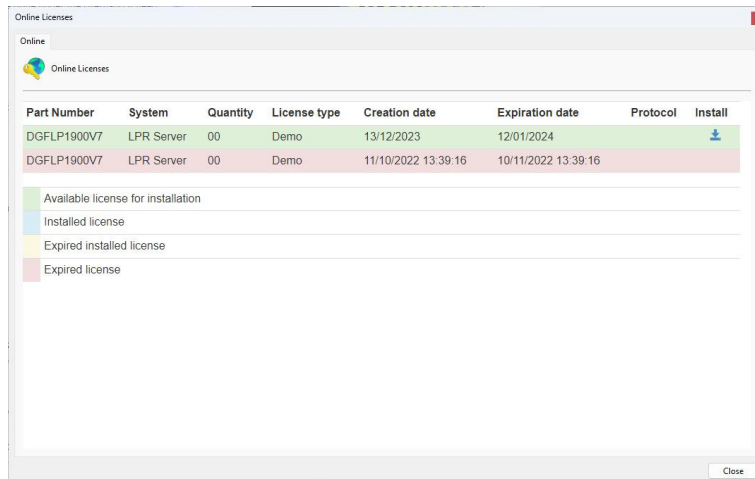 Online Licenses
Online
Online Licenses
Part Number System Quantity License type Creation date Expiration date Protocol Install
DGFLP1900V7 LPR Server 00 Demo 13/12/2023 12/01/2024
DGFLP1900V7 LPR Server 00 Demo 11/10/2022 13:39:16 10/11/2022 13:39:16
Available license for installation
Installed license
Expired installed license
Expired license
Close